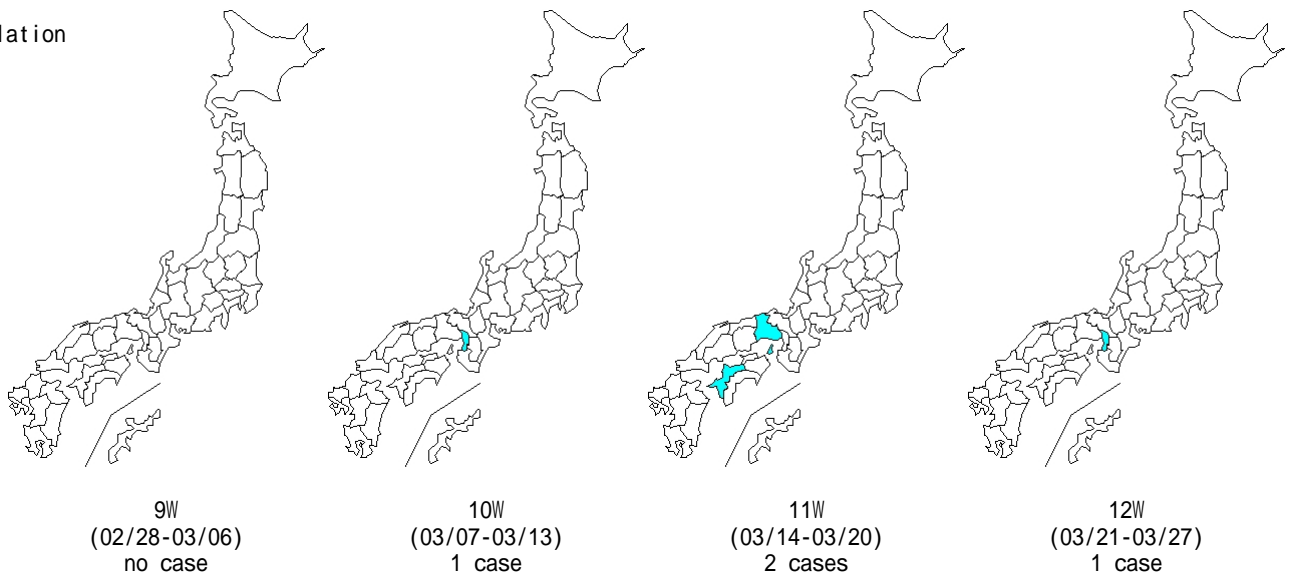 lation
9W
(02/28-03/06)
no case
10W
(03/07-03/13)
1 case
11W
(03/14-03/20)
2 cases
12W
(03/21-03/27)
1 case